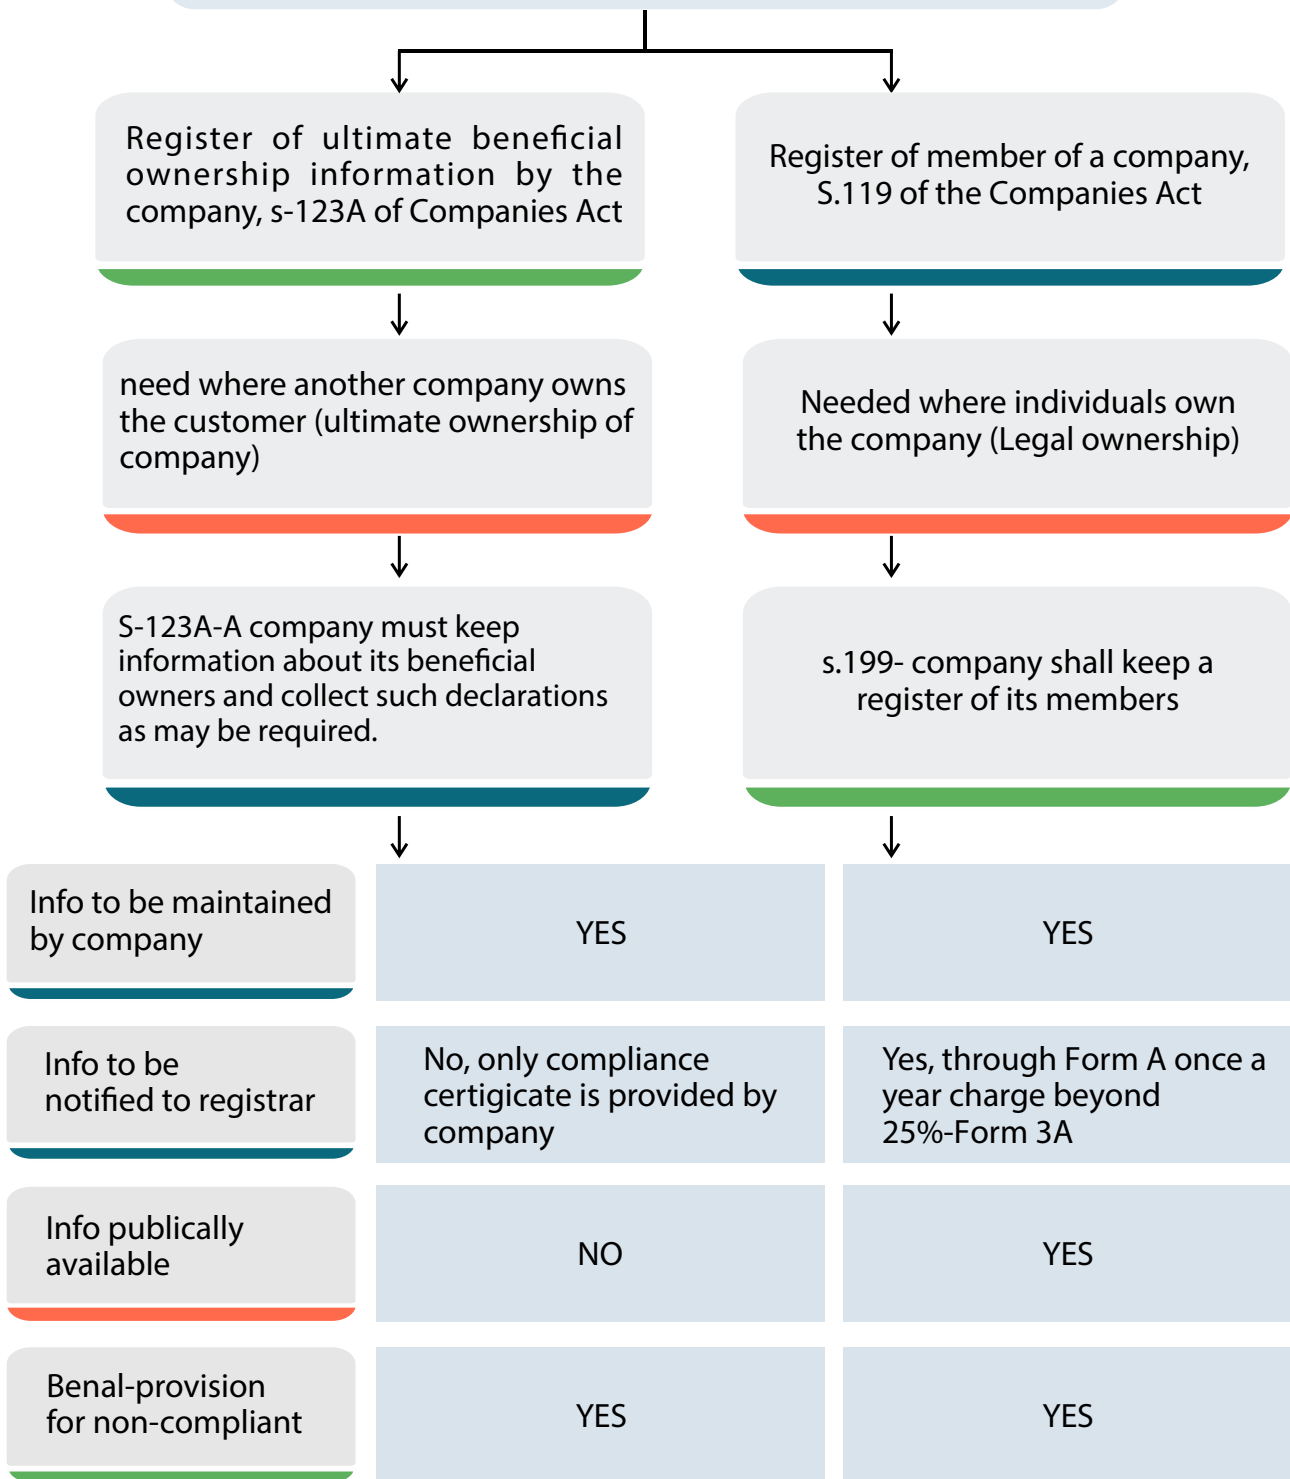 Register of ultimate beneficial
ownership information by the
company, s-123A of Companies Act
Register of member of a company,
S.119 of the Companies Act
need where another company owns
the customer (ultimate ownership of
company)
Needed where individuals own
the company (Legal ownership)
S-123A-A company must keep
information about its beneficial
owners and collect such declarations
as may be required.
s.199- company shall keep a
register of its members
Info to be maintained
by company
YES
YES
Info to be
notified to registrar
No, only compliance
certigicate is provided by
company
Yes, through Form A once a
year charge beyond
25%-Form 3A
Info publically
available
NO
YES
Benal-provision
for non-compliant
YES
YES